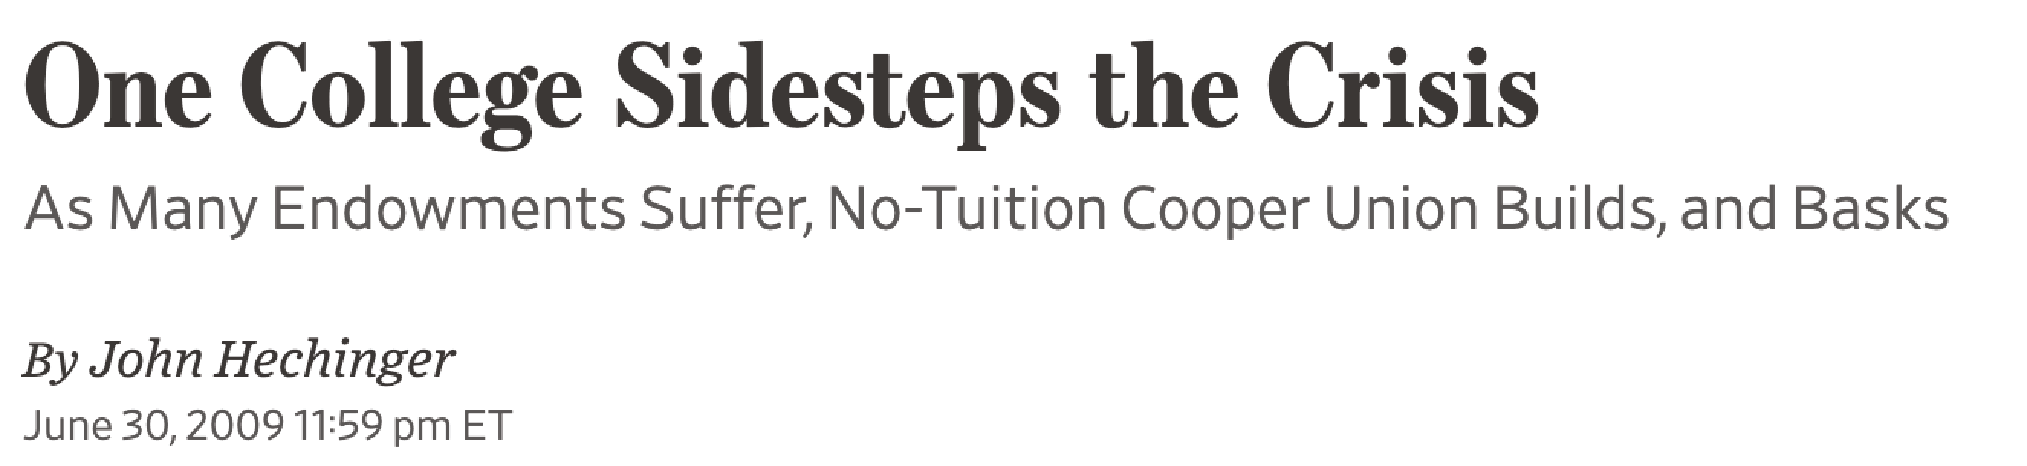 One College Sidesteps the Crisis
As Many Endowments Suffer, No-Tuition Cooper Union Builds, and Basks
By John Hechinger
June 30, 2009 11:59 pm ET